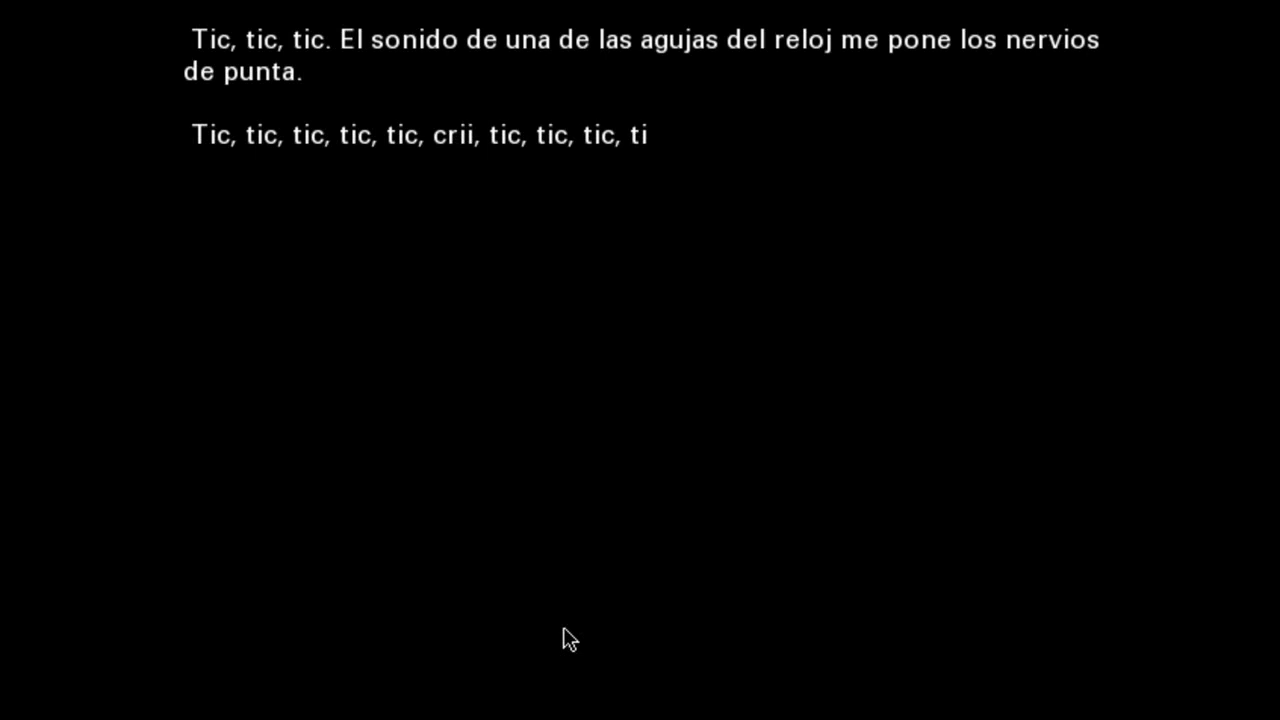 Tic, tic, tic. El sonido de una de las agujas del reloj me pone los nervios
de punta.
Tic, tic, tic, tic, tic, crii, tic, tic, tic, ti